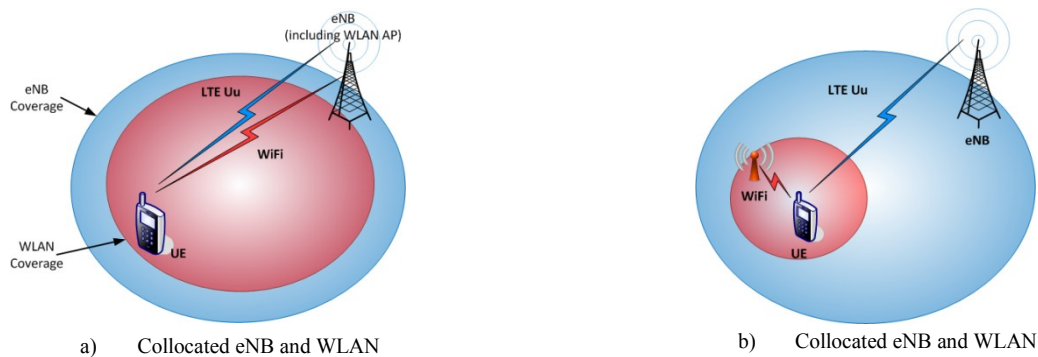 eNB
(including WLAN AP)
eNB
Coverage
LTE Uu
WiFi
UE
WLAN
Coverage
a) Collocated eNB and WLAN
LTE Uu
eNB
WiFi
UE
b) Collocated eNB and WLAN